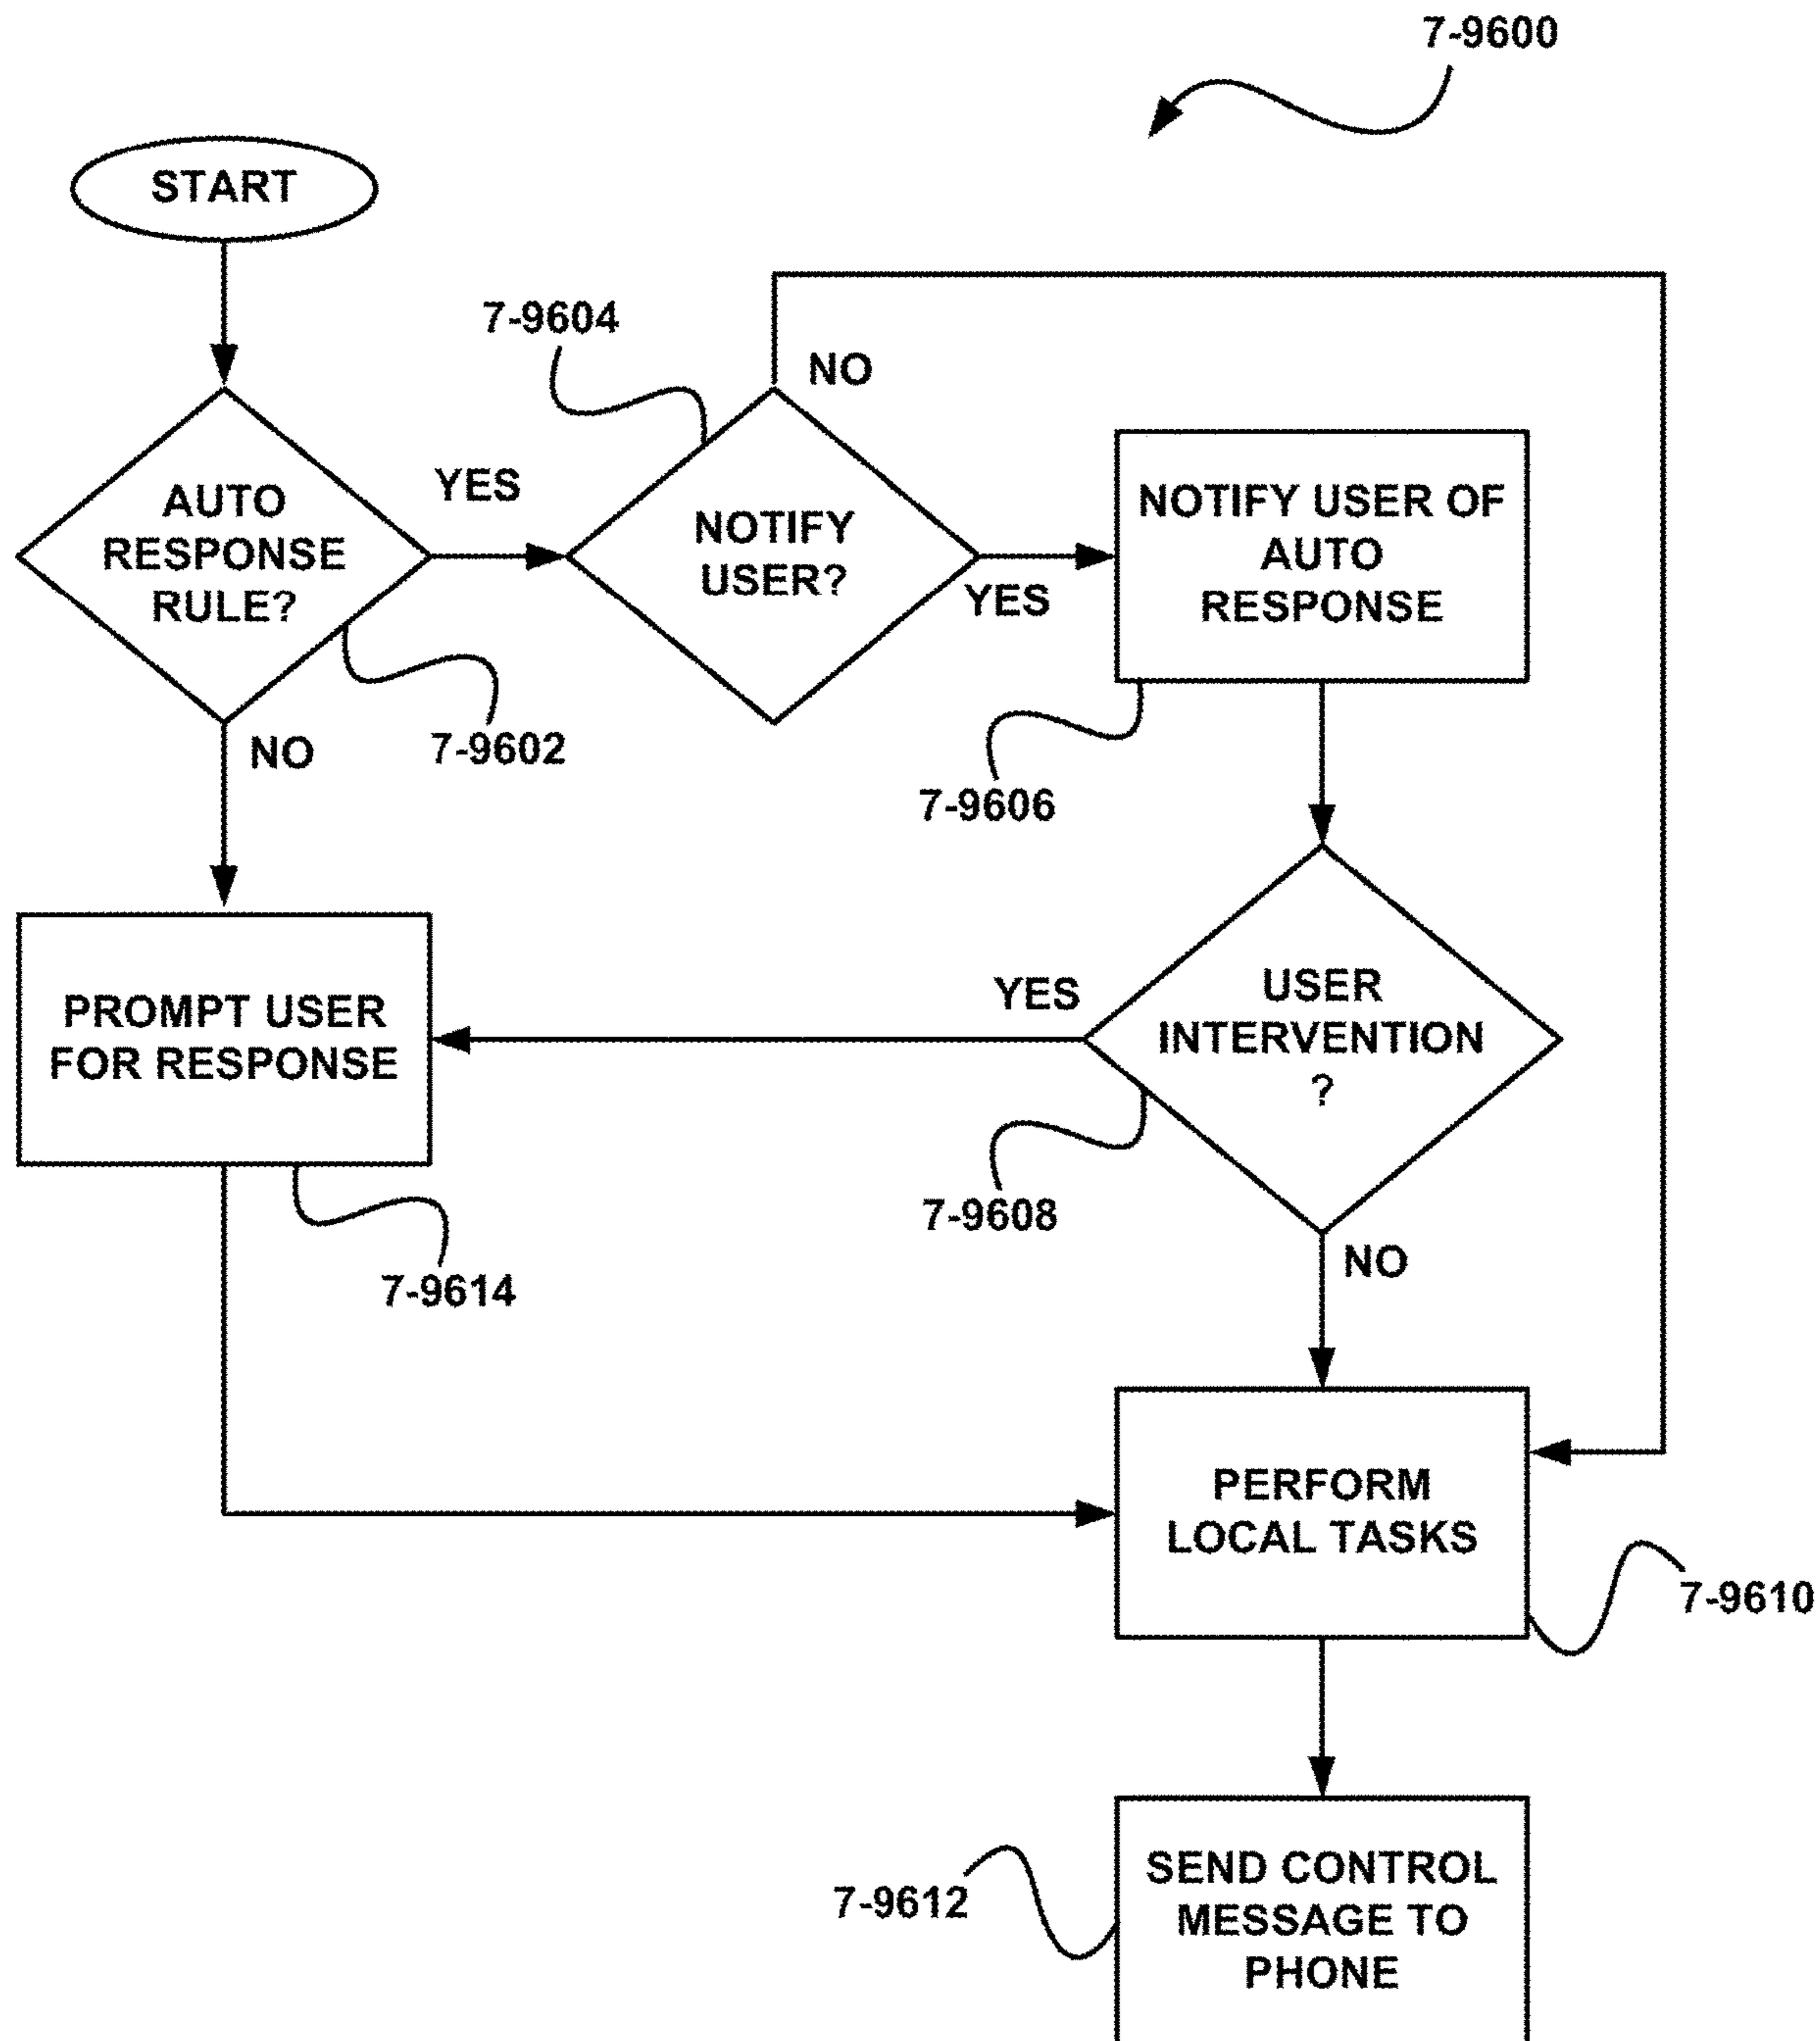 7-9600
START
7-9604
NO
YES
AUTO
RESPONSE
RULE?
NOTIFY
USER?
YES
NOTIFY USER OF
AUTO
RESPONSE
NO
7-9602
7-9606
PROMPT USER
FOR RESPONSE
YES
USER
INTERVENTION
?
7-9608
NO
7-9614
PERFORM
LOCAL TASKS
7-9610
7-9612
SEND CONTROL
MESSAGE TO
PHONE